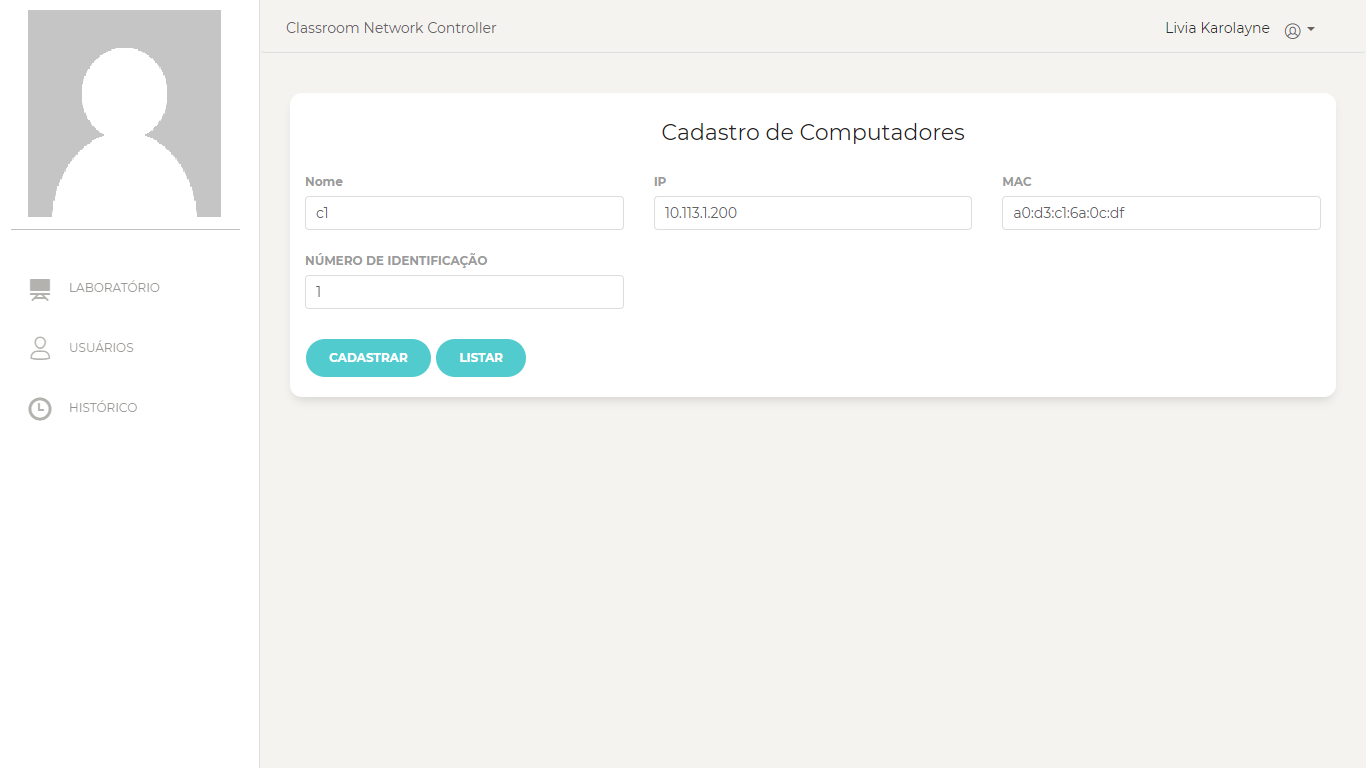 Classroom Network Controller
Livia Karolayne
LABORATÓRIO
USUÁRIOS
HISTÓRICO
Cadastro de Computadores
Nome
IP
MAC
c1
10.113.1.200
a0:d3:c1:6a:0c:df
NÚMERO DE IDENTIFICAÇÃO
1
CADASTRAR
LISTAR